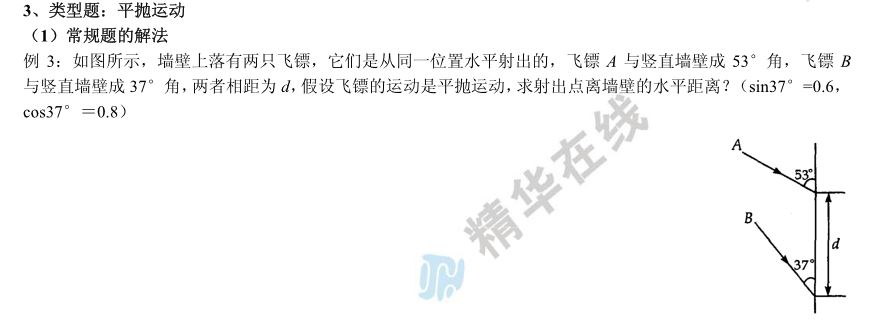 3、类型题：平抛运动
（1）常规题的解法
例 3：如图所示，墙壁上落有两只飞镖，它们是从同一位置水平射出的，飞镖 A 与竖直墙壁成 53°角，飞镖 B
与竖直墙壁成 37°角，两者相距为 d，假设飞镖的运动是平抛运动，求射出点离墙壁的水平距离？（sin37°=0.6，
cos37°＝0.8）
精华在线
A
53°
B
d
37°